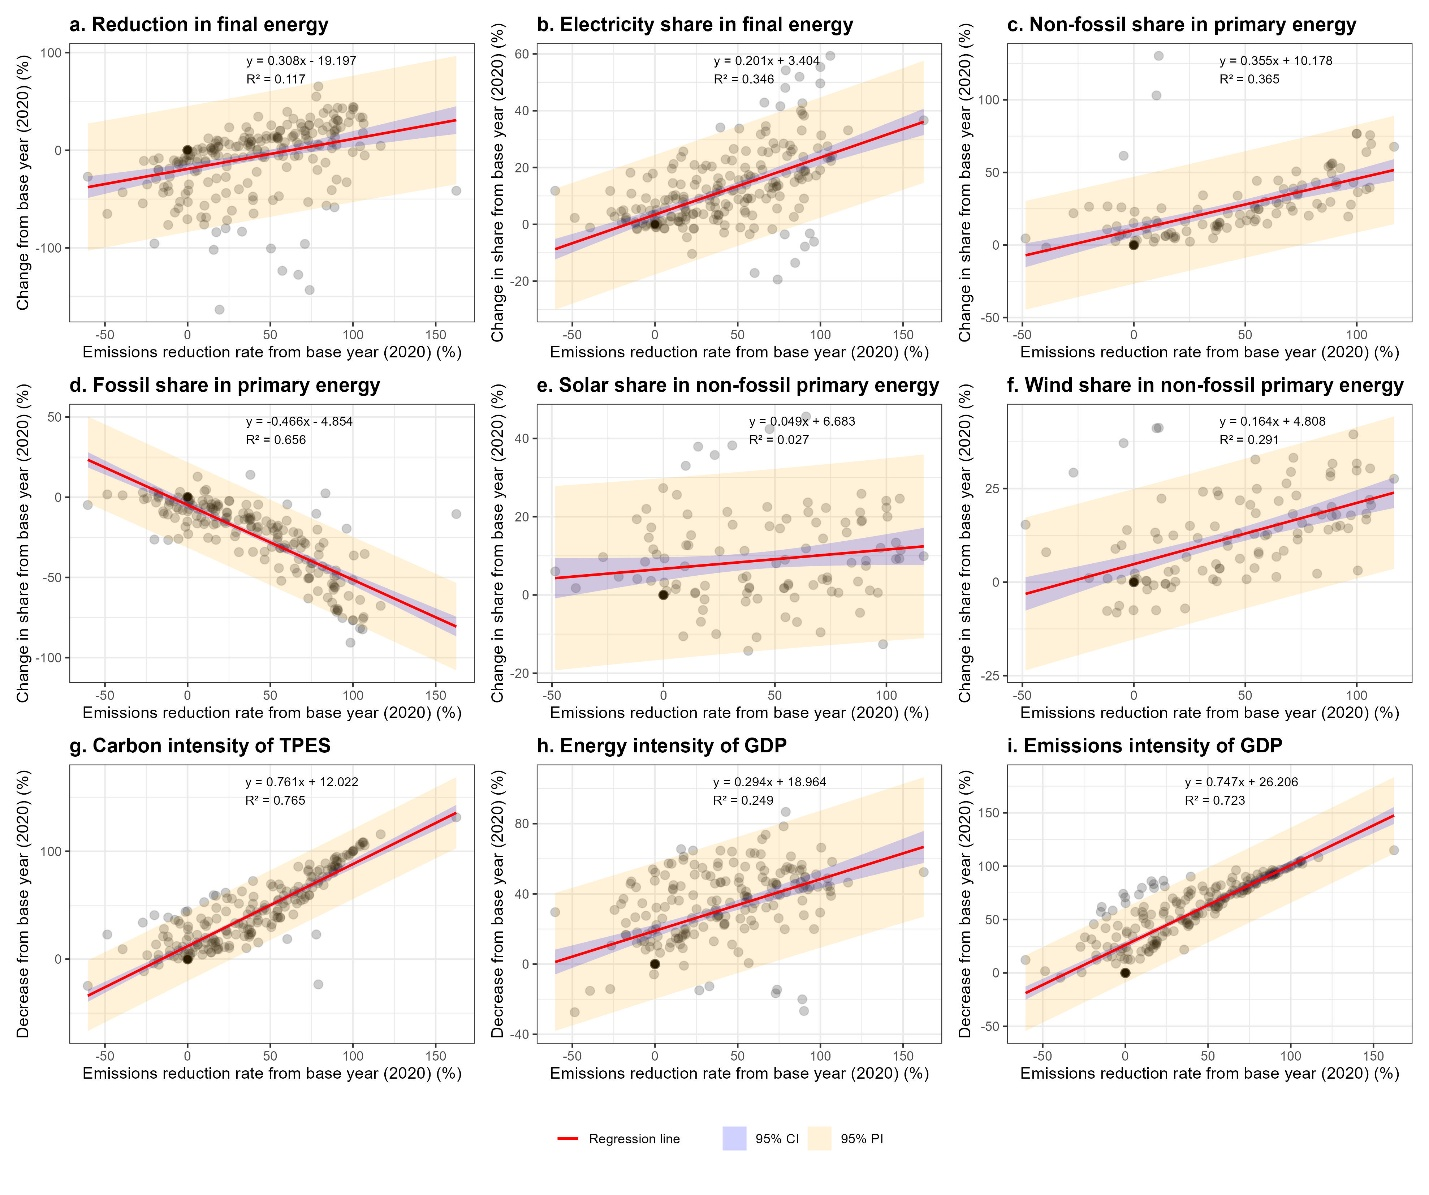 a. Reduction in final energy
Change from base year (2020) (%)
y = 0.308x - 19.197
R² = 0.117
100
0
-100
-50 0 50 100 150
Emissions reduction rate from base year (2020) (%)
b. Electricity share in final energy
Change in share from base year (2020) (%)
y = 0.201x + 3.404
R² = 0.346
60
40
20
0
-20
-50 0 50 100 150
Emissions reduction rate from base year (2020) (%)
c. Non-fossil share in primary energy
Change in share from base year (2020) (%)
y = 0.355x + 10.178
R² = 0.365
100
50
0
-50
-50 0 50 100
Emissions reduction rate from base year (2020) (%)
d. Fossil share in primary energy
Change in share from base year (2020) (%)
y = -0.466x - 4.854
R² = 0.656
50
0
-50
-100
-50 0 50 100 150
Emissions reduction rate from base year (2020) (%)
e. Solar share in non-fossil primary energy
Change in share from base year (2020) (%)
y = 0.049x + 6.683
R² = 0.027
40
20
0
-20
-50 0 50 100
Emissions reduction rate from base year (2020) (%)
f. Wind share in non-fossil primary energy
Change in share from base year (2020) (%)
y = 0.164x + 4.808
R² = 0.291
25
0
-25
-50 0 50 100
Emissions reduction rate from base year (2020) (%)
g. Carbon intensity of TPES
Decrease from base year (2020) (%)
y = 0.761x + 12.022
R² = 0.765
100
0
-50 0 50 100 150
Emissions reduction rate from base year (2020) (%)
h. Energy intensity of GDP
Decrease from base year (2020) (%)
y = 0.294x + 18.964
R² = 0.249
80
40
0
-40
-50 0 50 100 150
Emissions reduction rate from base year (2020) (%)
i. Emissions intensity of GDP
Decrease from base year (2020) (%)
y = 0.747x + 26.206
R² = 0.723
150
100
50
0
-50
-50 0 50 100 150
Emissions reduction rate from base year (2020) (%)
Regression line 95% CI 95% PI